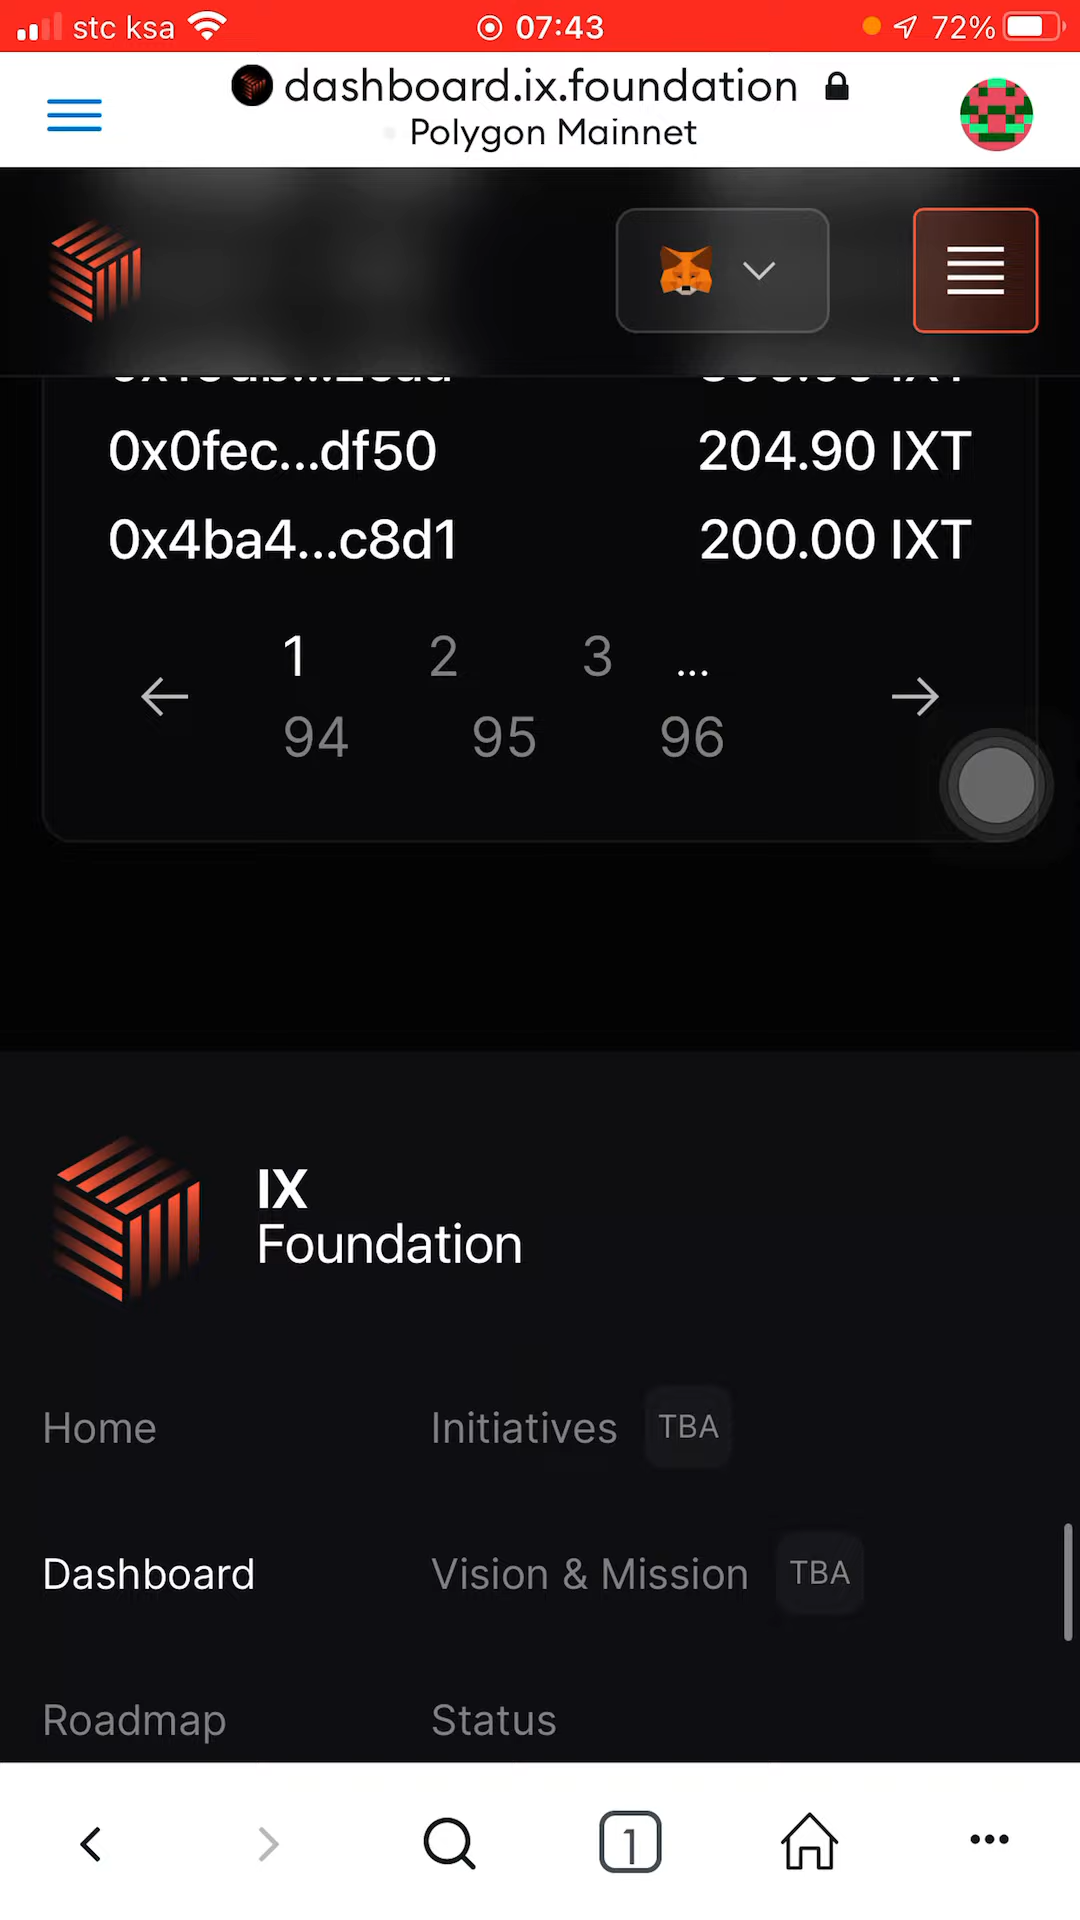 stc ksa 07:43 72%
dashboard.ix.foundation
Polygon Mainnet
0x0fec...df50 204.90 IXT
0x4ba4...c8d1 200.00 IXT
1 2 3 ...
94 95 96
IX
Foundation
Home Initiatives TBA
Dashboard Vision & Mission TBA
Roadmap Status
1